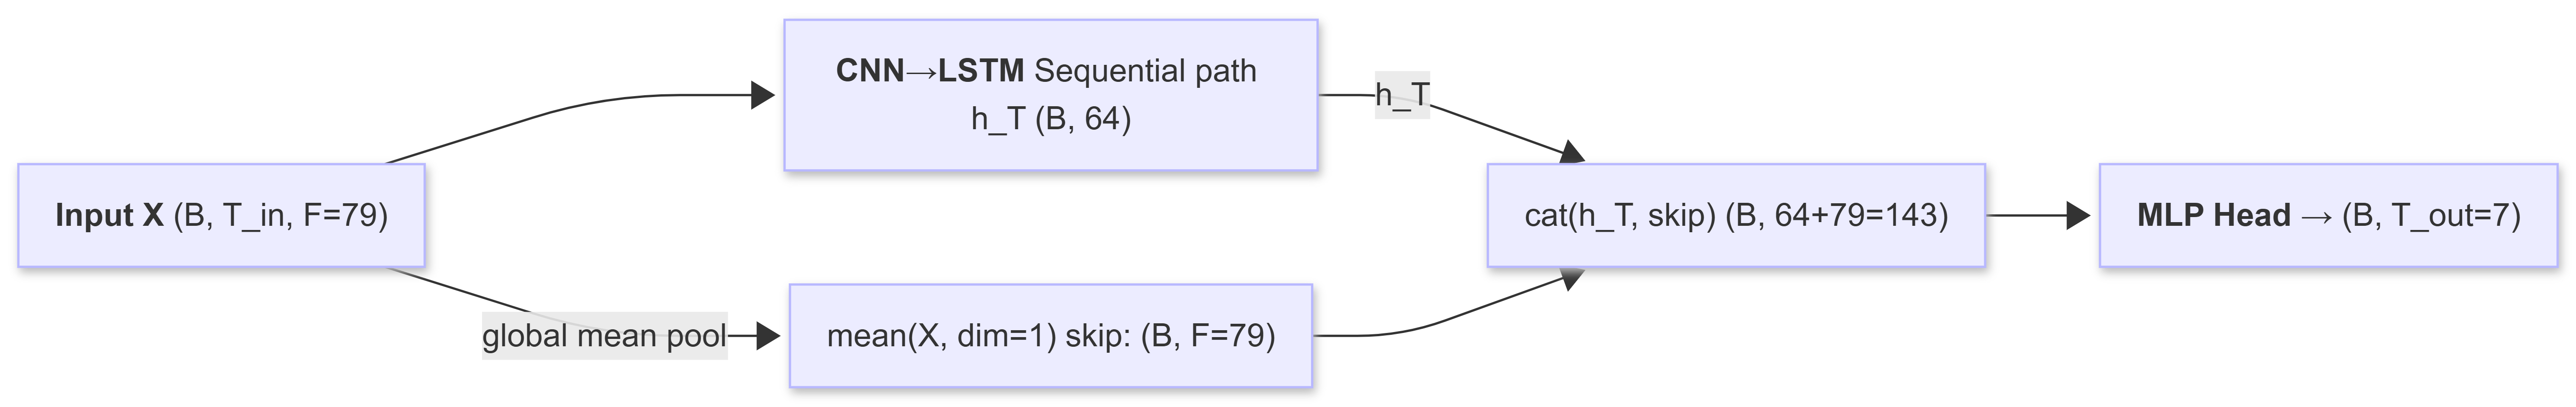 Input X (B, T_in, F=79)
CNN→LSTM Sequential path
h_T (B, 64)
global mean pool
mean(X, dim=1) skip: (B, F=79)
h_T
cat(h_T, skip) (B, 64+79=143)
MLP Head → (B, T_out=7)